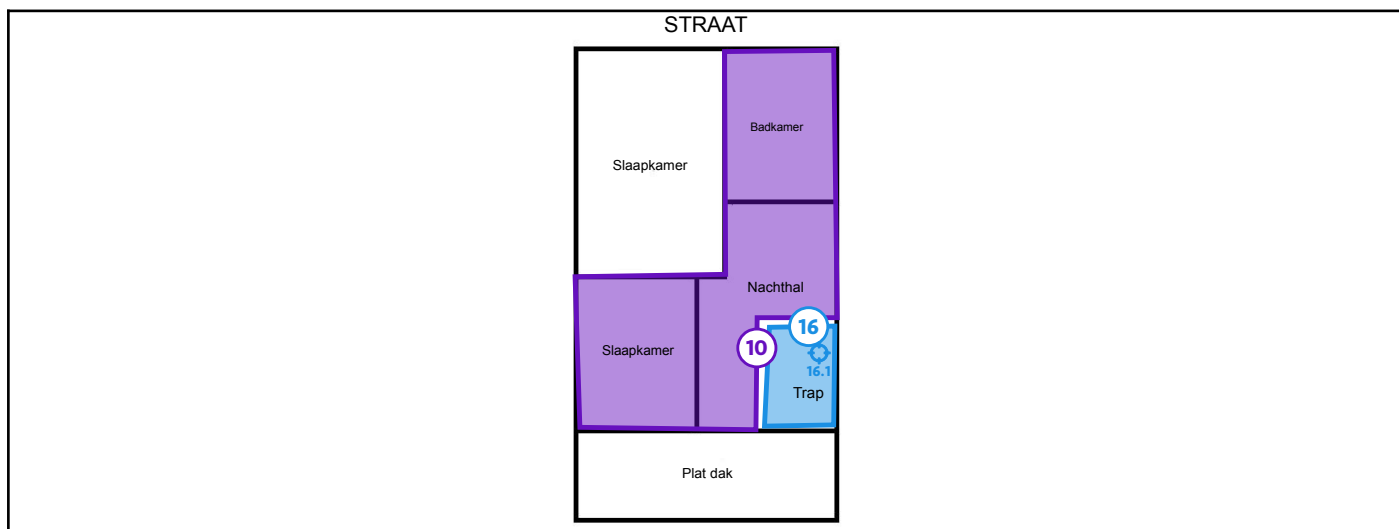 STRAAT
Badkamer
Slaapkamer
Nachthal
16
10
Slaapkamer
16.1
Trap
Plat dak